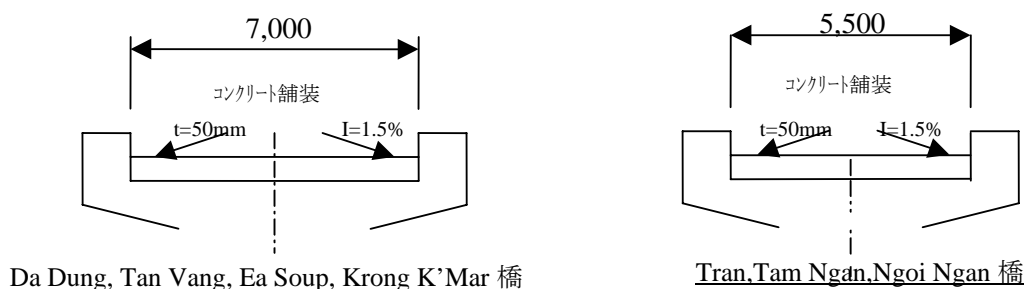 7,000
コンクリート舗装
t=50mm
I=1.5%
Da Dung, Tan Vang, Ea Soup, Krong K’Mar 橋
5,500
コンクリート舗装
t=50mm
I=1.5%
Tran,Tam Ngan,Ngoi Ngan 橋